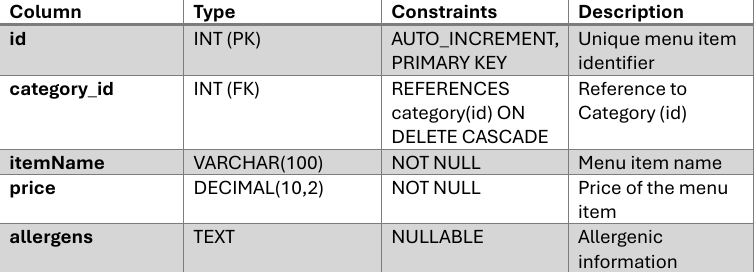 Column Type Constraints Description
id INT (PK) AUTO_INCREMENT, Unique menu item
PRIMARY KEY identifier
category_id INT (FK) REFERENCES Reference to
category(id) ON Category (id)
DELETE CASCADE
itemName VARCHAR(100) NOT NULL Menu item name
price DECIMAL(10,2) NOT NULL Price of the menu
item
allergens TEXT NULLABLE Allergenic
information